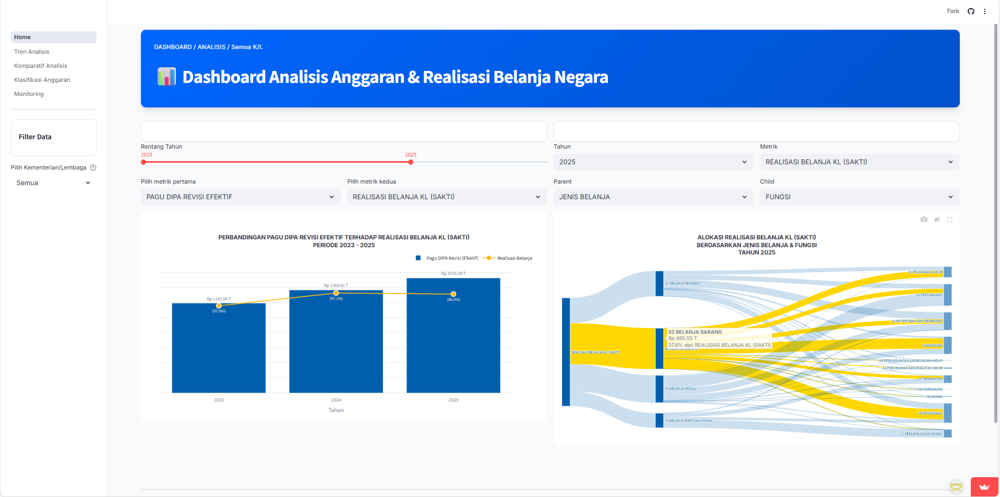 Fork
Home
Tren Analisis
Komparatif Analisis
Klasifikasi Anggaran
Monitoring
Filter Data
Pilih Kementerian/Lembaga
Semua
DASHBOARD / ANALISIS / Semua K/L
Dashboard Analisis Anggaran & Realisasi Belanja Negara
Rentang Tahun
2023 2025
Pilih metrik pertama Pilih metrik kedua
PAGU DIPA REVISI EFEKTIF REALISASI BELANJA KL (SAKTI)
Tahun Metrik
2025 REALISASI BELANJA KL (SAKTI)
Parent Child
JENIS BELANJA FUNGSI
PERBANDINGAN PAGU DIPA REVISI EFEKTIF TERHADAP REALISASI BELANJA KL (SAKTI)
PERIODE 2023 - 2025
Pagu DIPA Revisi (Efektif) Realisasi Belanja
Rp 1525.29 T
Rp 1365.91 T
Rp 1192.04 T
(97.1%)
(86.0%)
(97.0%)
2023 2024 2025
Tahun
ALOKASI REALISASI BELANJA KL (SAKTI)
BERDASARKAN JENIS BELANJA & FUNGSI
TAHUN 2025
REALISASI BELANJA KL (SAKTI)
51 BELANJA PEGAWAI
52 BELANJA BARANG
Rp 495.55 T
37.8% dari REALISASI BELANJA KL (SAKTI)
52 BELANJA BARANG
53 BELANJA MODAL
57 BELANJA BANTUAN SOSIAL
01 PELAYANAN UMUM
02 PERTAHANAN
03 KETERTIBAN DAN KEAMANAN
04 EKONOMI
05 PERLINDUNGAN LINGKUNGAN HIDUP
06 PERUMAHAN DAN FASILITAS UMUM
07 KESEHATAN
08 PARIWISATA
09 AGAMA
10 PENDIDIKAN
11 PERLINDUNGAN SOSIAL